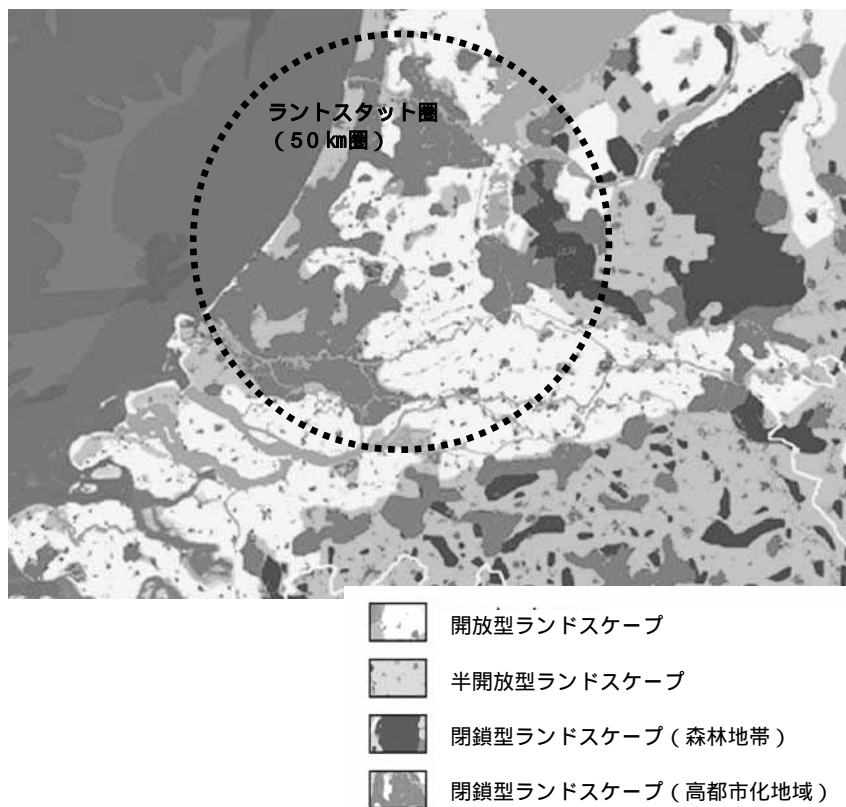 ラントスタット圏
（５０㎞圏）
開放型ランドスケープ
半開放型ランドスケープ
閉鎖型ランドスケープ（森林地帯）
閉鎖型ランドスケープ（高都市化地域）